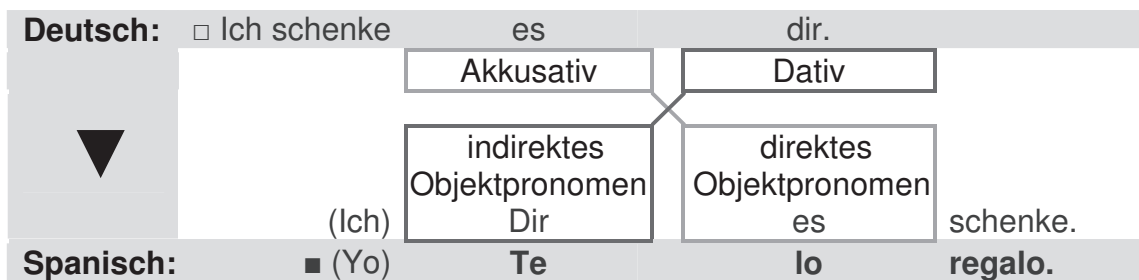 Deutsch: □ Ich schenke es dir.
Akkusativ Dativ
▼
indirektes direktes
Objektpronomen Objektpronomen
(Ich) Dir es schenke.
Spanisch: ■ (Yo) Te lo regalo.